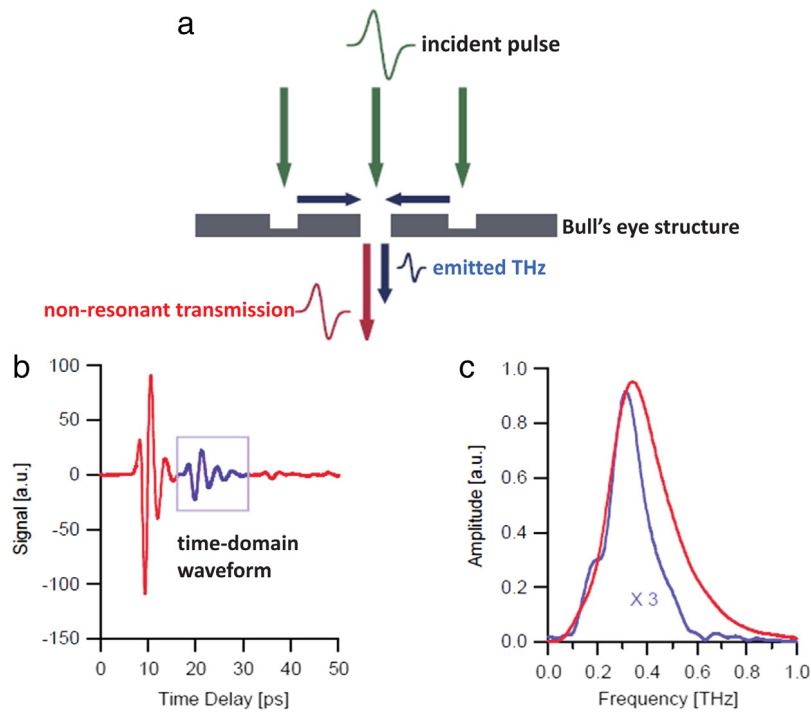 a
incident pulse
Bull's eye structure
emitted THz
non-resonant transmission
b
100
50
0
-50
-100
-150
Signal [a.u.]
time-domain
waveform
0
10
20
30
40
50
Time Delay [ps]
c
1.0
0.8
0.6
0.4
0.2
0.0
Amplitude [a.u.]
X 3
0.0
0.2
0.4
0.6
0.8
1.0
Frequency [THz]